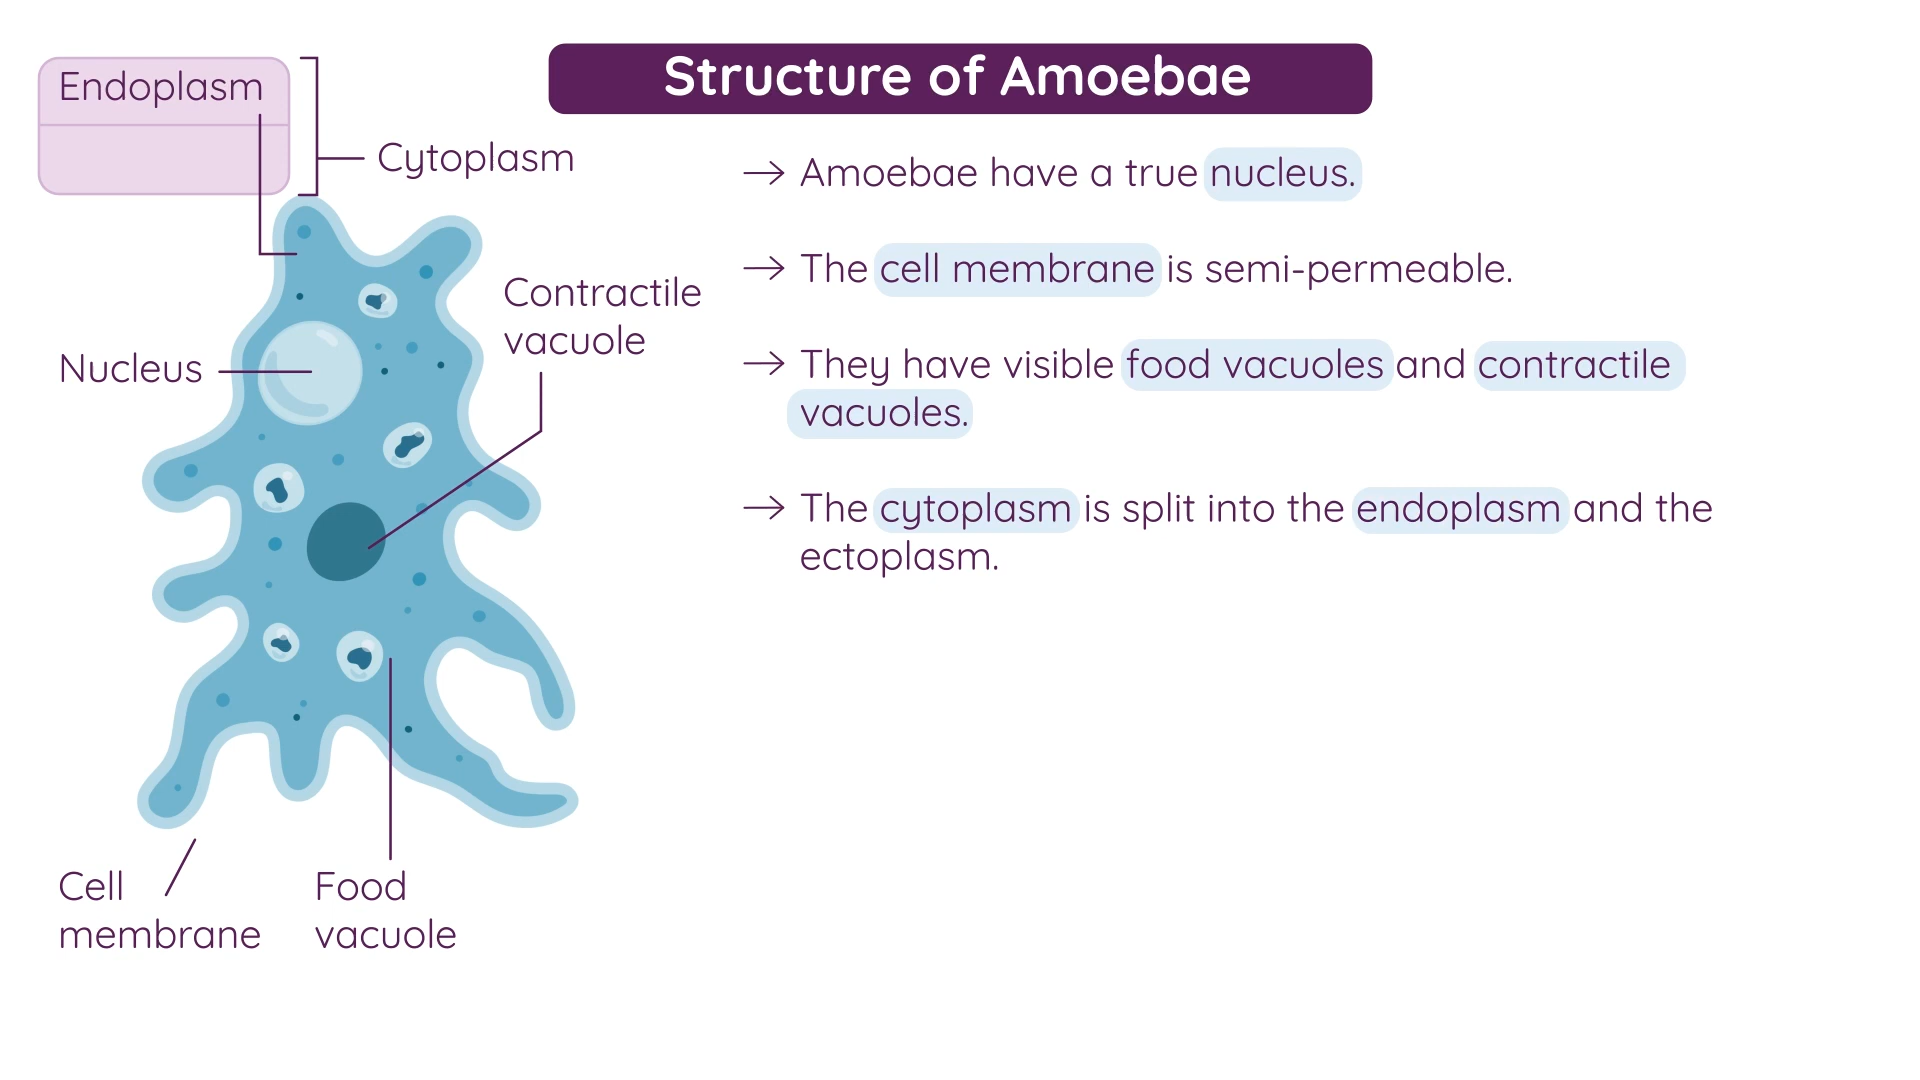 Structure of Amoebae
Endoplasm
Cytoplasm
Contractile
vacuole
Nucleus
Cell
membrane
Food
vacuole
→ Amoebae have a true nucleus.
→ The cell membrane is semi-permeable.
→ They have visible food vacuoles and contractile
vacuoles.
→ The cytoplasm is split into the endoplasm and the
ectoplasm.